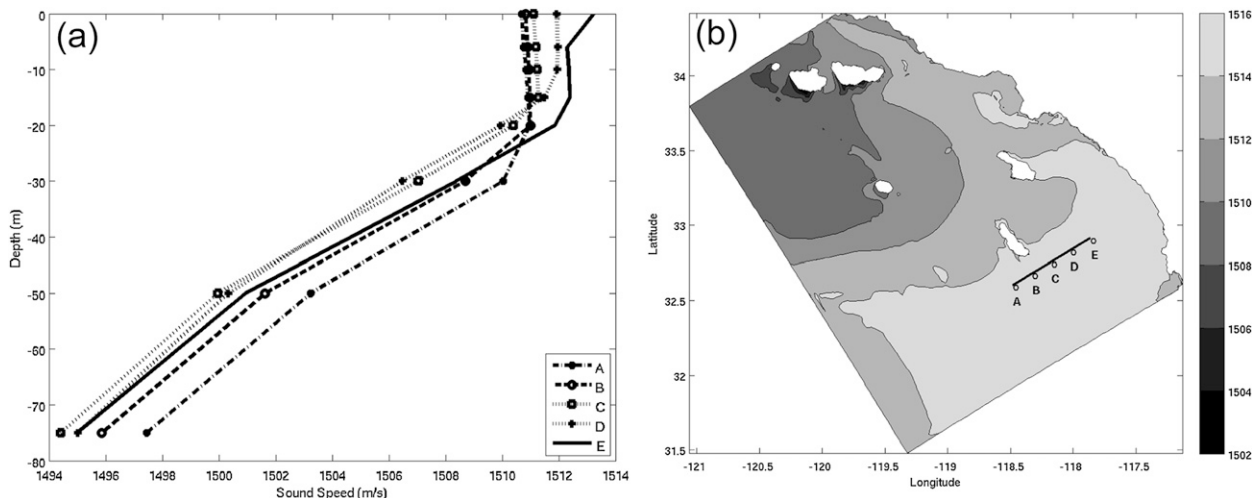 (a)
0
-10
-20
-30
-40
-50
-60
-70
-80
Depth (m)
1494
1496
1498
1500
1502
1504
1506
1508
1510
1512
1514
Sound Speed (m/s)
A
B
C
D
E
(b)
34
33.5
33
32.5
32
31.5
Latitude
-121
-120.5
-120
-119.5
-119
-118.5
-118
-117.5
Longitude
A
B
C
D
E
1516
1514
1512
1510
1508
1506
1504
1502